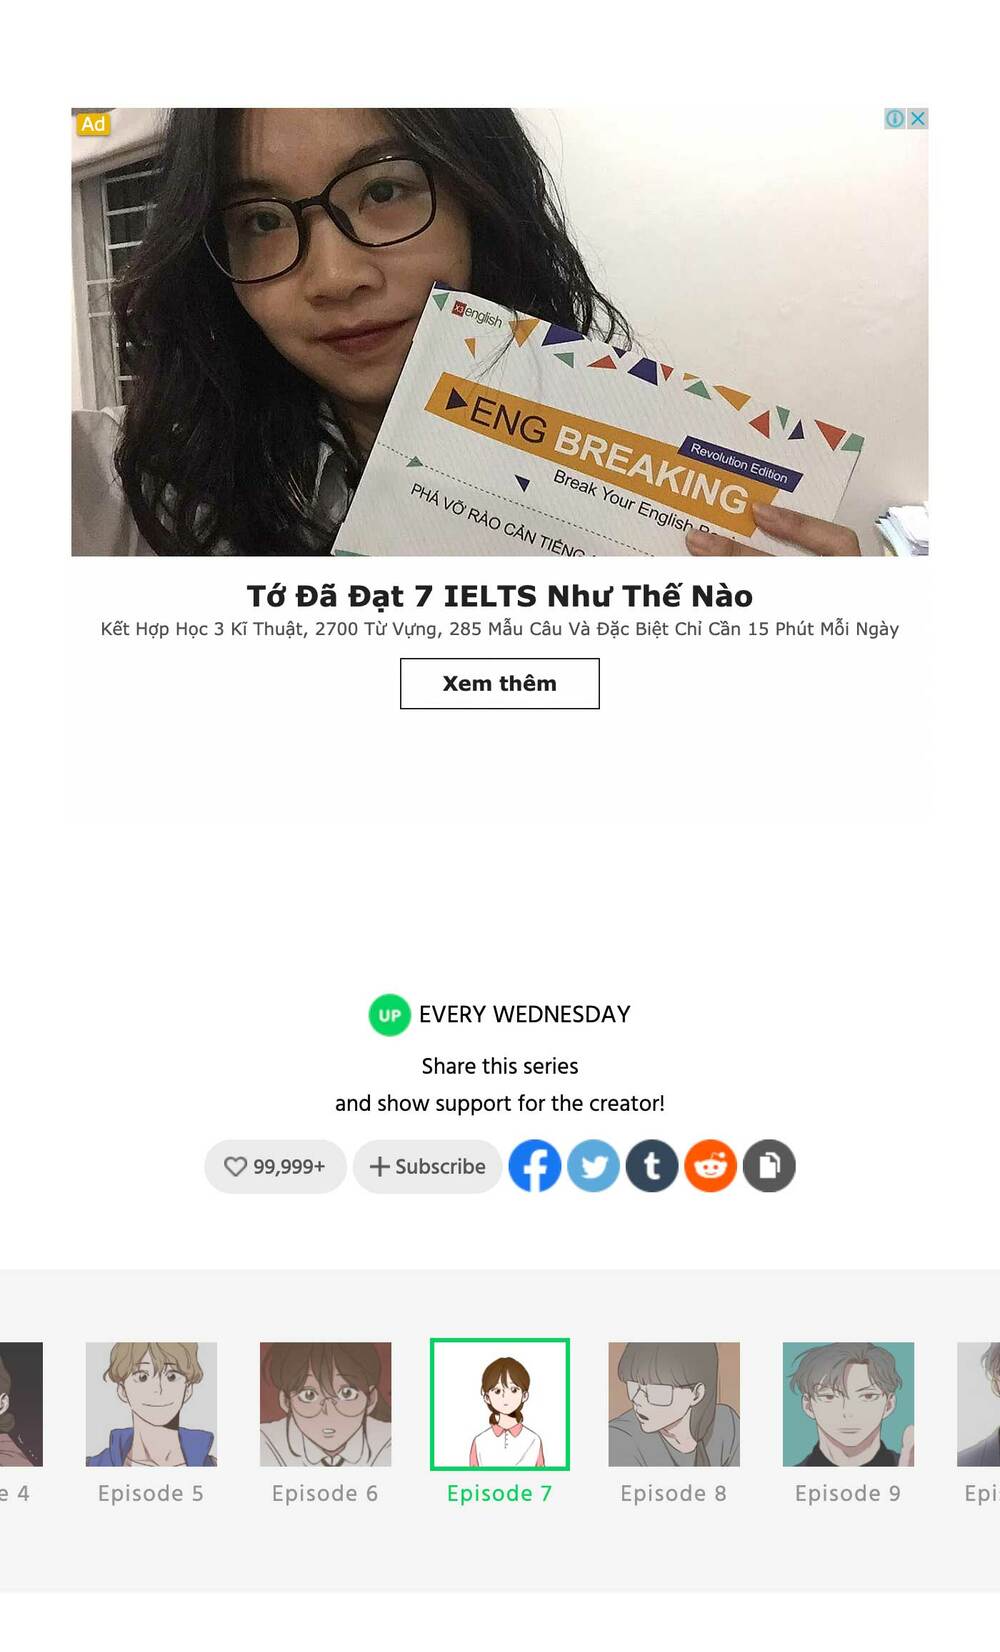 Ad
X3 english
ENG BREAKING
Revolution Edition
Break Your English
PHÁ VỠ RÀO CẢN TIẾNG
Tớ Đã Đạt 7 IELTS Như Thế Nào
Kết Hợp Học 3 Kĩ Thuật, 2700 Từ Vựng, 285 Mẫu Câu Và Đặc Biệt Chỉ Cần 15 Phút Mỗi Ngày
Xem thêm
UP EVERY WEDNESDAY
Share this series
and show support for the creator!
99,999+ Subscribe
e 4 Episode 5 Episode 6 Episode 7 Episode 8 Episode 9 Epi